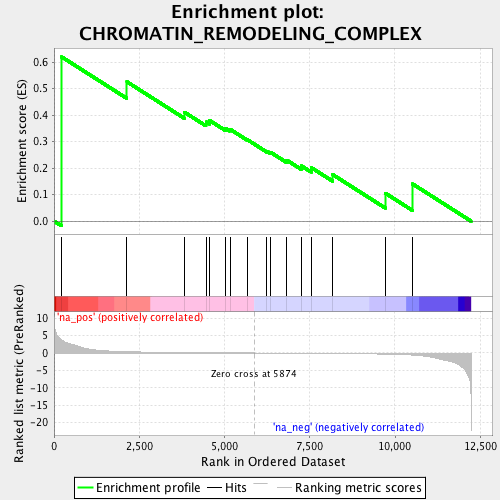 Enrichment plot:
CHROMATIN_REMODELING_COMPLEX
Enrichment score (ES)
0.6
0.5
0.4
0.3
0.2
0.1
0.0
'na_pos' (positively correlated)
Ranked list metric (PreRanked)
10
5
0
-5
-10
-15
-20
Zero cross at 5874
'na_neg' (negatively correlated)
0
2,500
5,000
7,500
10,000
12,500
Rank in Ordered Dataset
Enrichment profile
Hits
Ranking metric scores